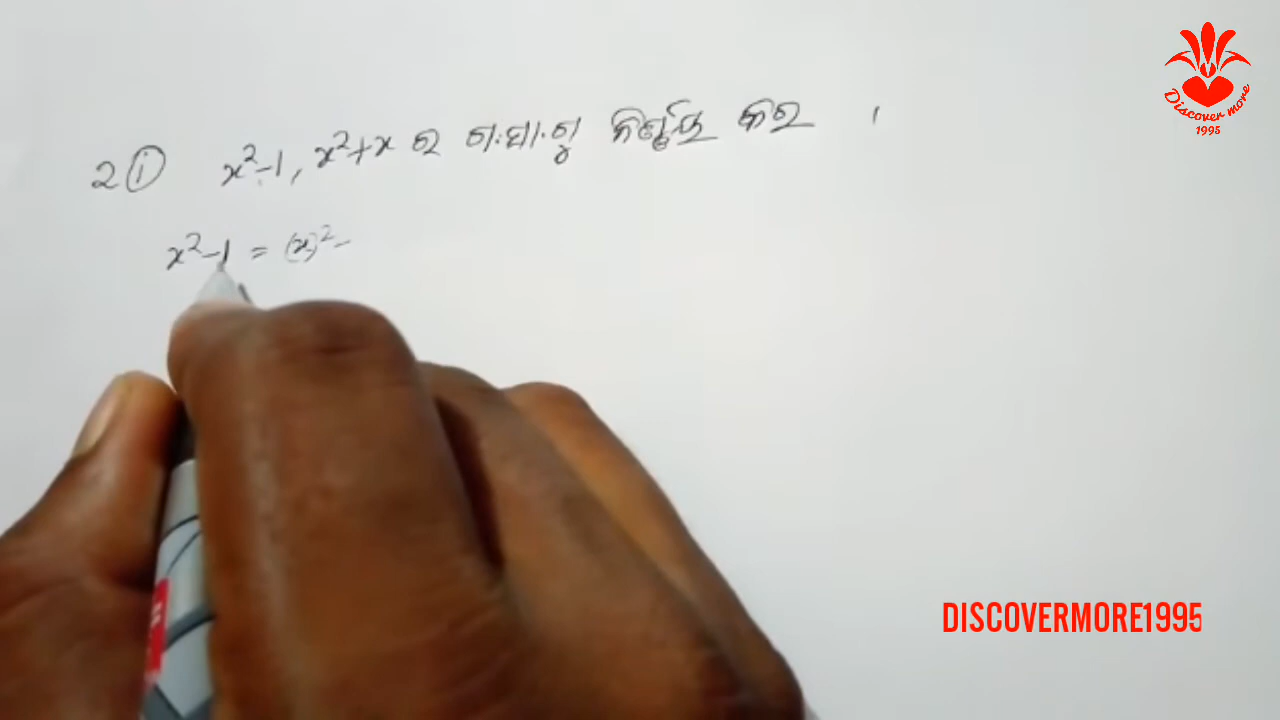 2 (i) x²-1, x²+x ର ଗ.ସା.ଗୁ ନିର୍ଣ୍ଣୟ କର ।
x²-1 = (x)² -
Discover more
1995
DISCOVERMORE1995